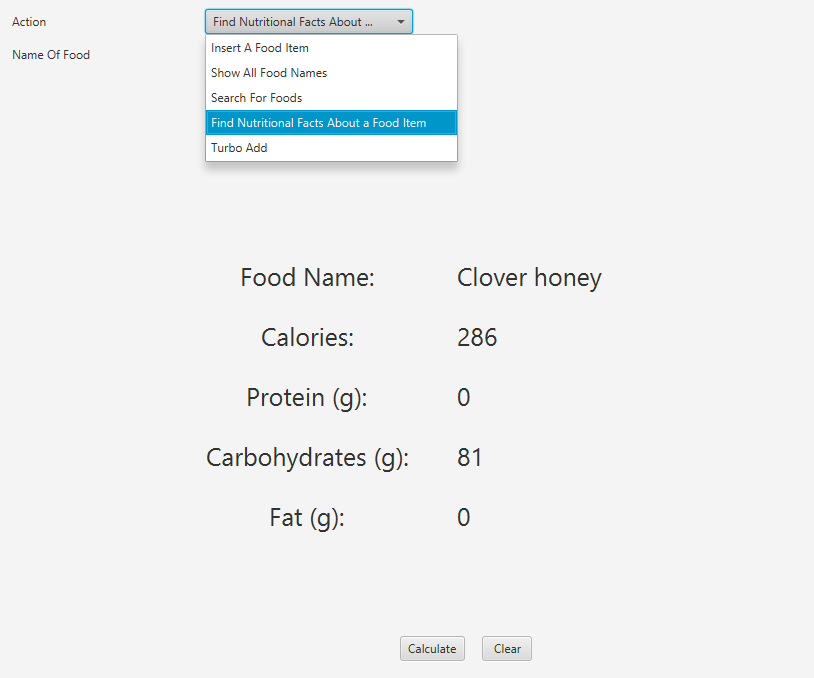 Action
Find Nutritional Facts About ...
Insert A Food Item
Name Of Food
Show All Food Names
Search For Foods
Find Nutritional Facts About a Food Item
Turbo Add
Food Name: Clover honey
Calories: 286
Protein (g): 0
Carbohydrates (g): 81
Fat (g): 0
Calculate Clear